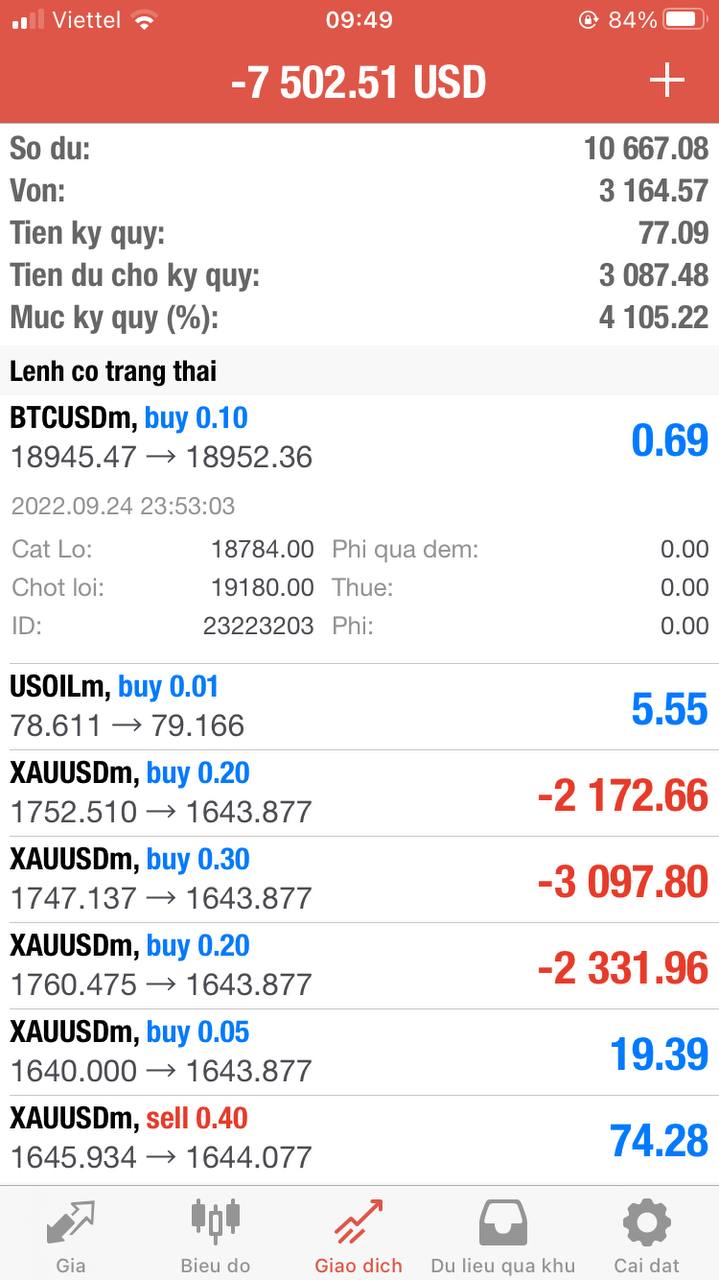 Viettel 09:49 84%
-7 502.51 USD
So du: 10 667.08
Von: 3 164.57
Tien ky quy: 77.09
Tien du cho ky quy: 3 087.48
Muc ky quy (%): 4 105.22
Lenh co trang thai
BTCUSDm, buy 0.10
18945.47 → 18952.36 0.69
2022.09.24 23:53:03
Cat Lo: 18784.00 Phi qua dem: 0.00
Chot loi: 19180.00 Thue: 0.00
ID: 23223203 Phi: 0.00
USOILm, buy 0.01
78.611 → 79.166 5.55
XAUUSDm, buy 0.20
1752.510 → 1643.877 -2 172.66
XAUUSDm, buy 0.30
1747.137 → 1643.877 -3 097.80
XAUUSDm, buy 0.20
1760.475 → 1643.877 -2 331.96
XAUUSDm, buy 0.05
1640.000 → 1643.877 19.39
XAUUSDm, sell 0.40
1645.934 → 1644.077 74.28
Gia Bieu do Giao dich Du lieu qua khu Cai dat